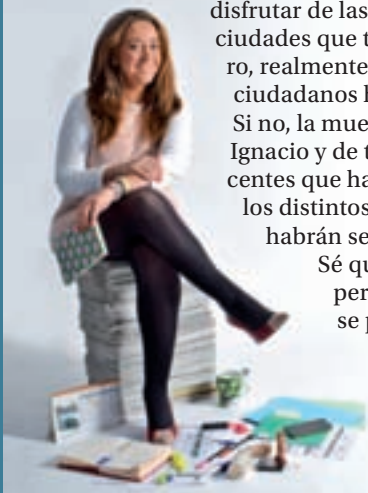 disfrutar de las
ciudades que t
ro, realmente
ciudadanos h
Si no, la mue
Ignacio y de t
centes que ha
los distintos
habrán se
Sé qu
per
se p